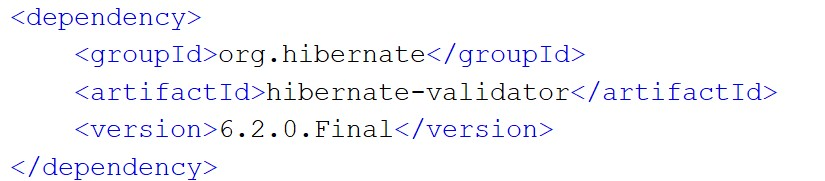 <dependency>
    <groupId>org.hibernate</groupId>
    <artifactId>hibernate-validator</artifactId>
    <version>6.2.0.Final</version>
</dependency>